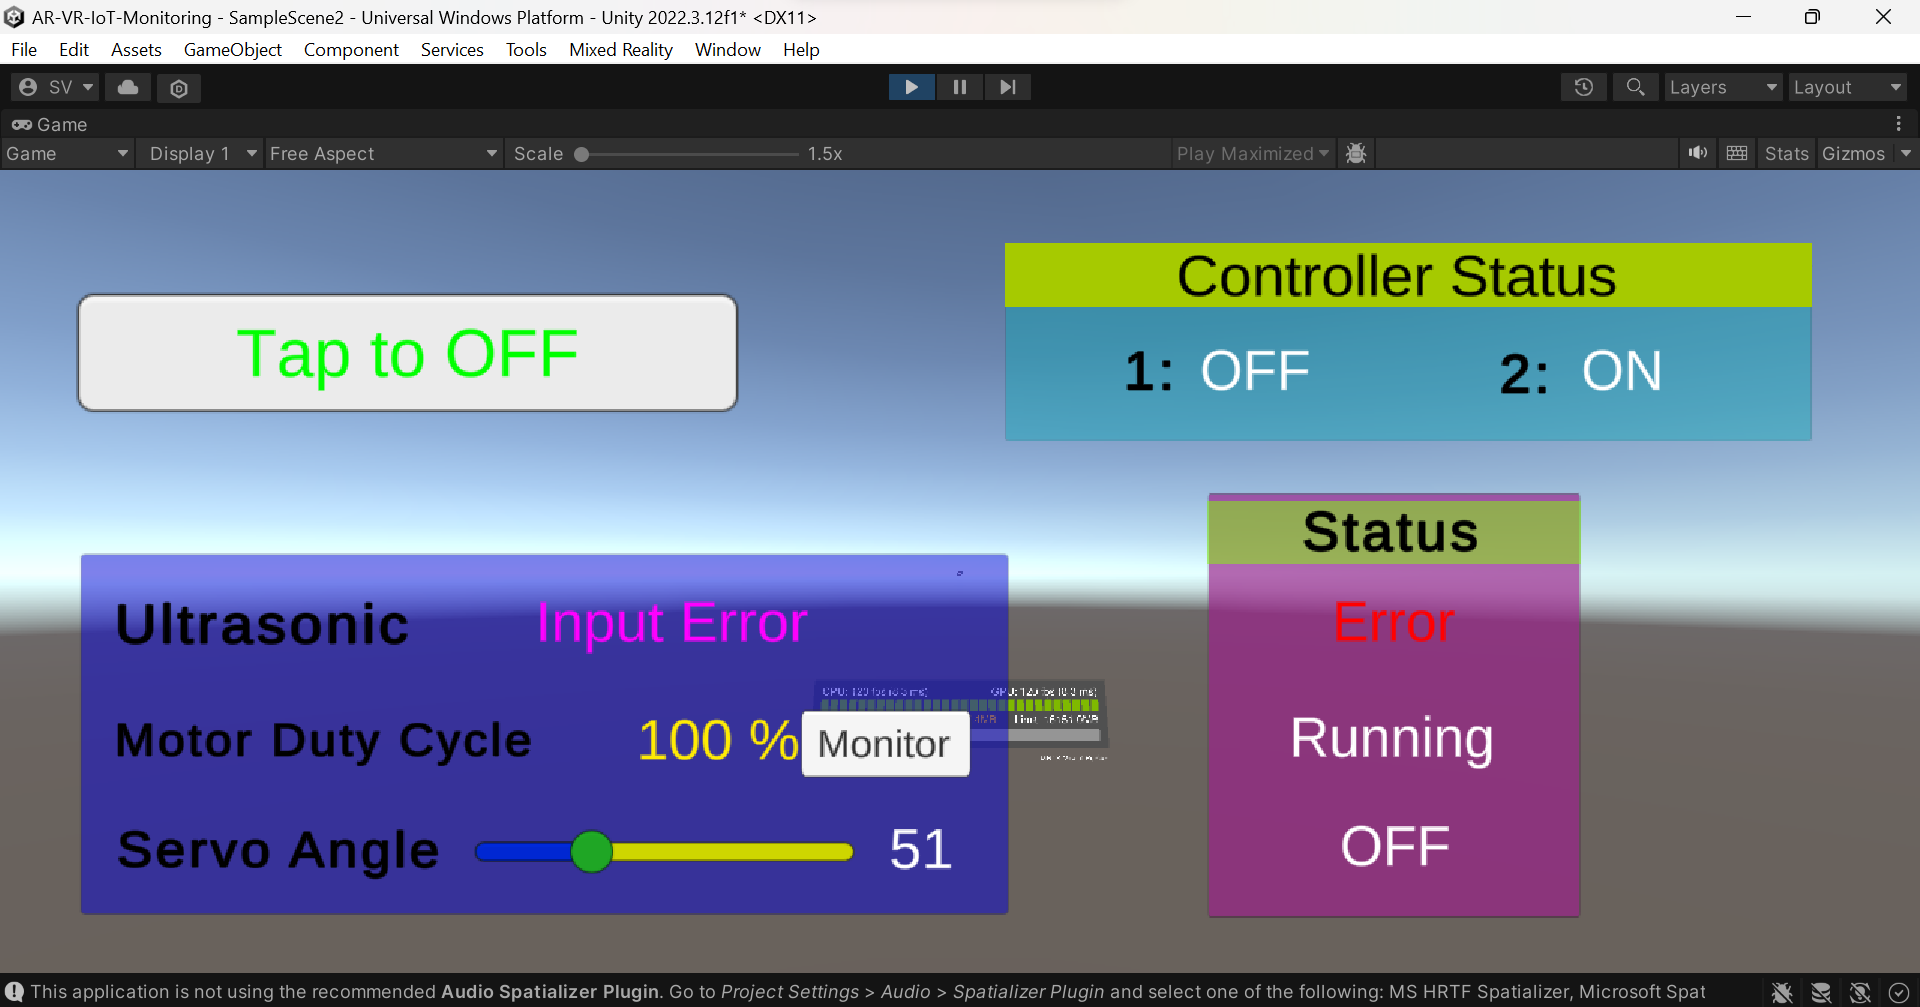 AR-VR-IoT-Monitoring - SampleScene2 - Universal Windows Platform - Unity 2022.3.12f1* <DX11>
File Edit Assets GameObject Component Services Tools Mixed Reality Window Help
SV Layers Layout
Game
Game Display 1 Free Aspect Scale 1.5x Play Maximized Stats Gizmos
Controller Status
Tap to OFF
1: OFF 2: ON
Status
Ultrasonic Input Error Error
Motor Duty Cycle 100 % Monitor Running
Servo Angle 51 OFF
This application is not using the recommended Audio Spatializer Plugin. Go to Project Settings > Audio > Spatializer Plugin and select one of the following: MS HRTF Spatializer, Microsoft Spat